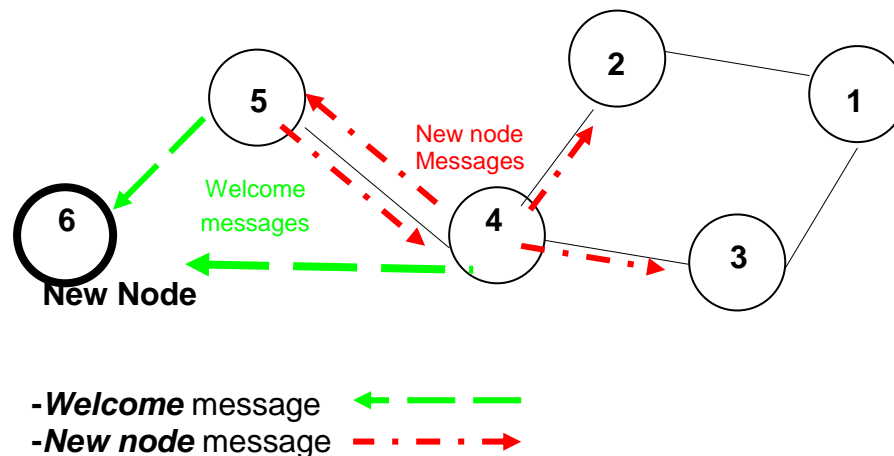 2
1
5
New node
Messages
Welcome
messages
4
6
3
New Node
-Welcome message
-New node message